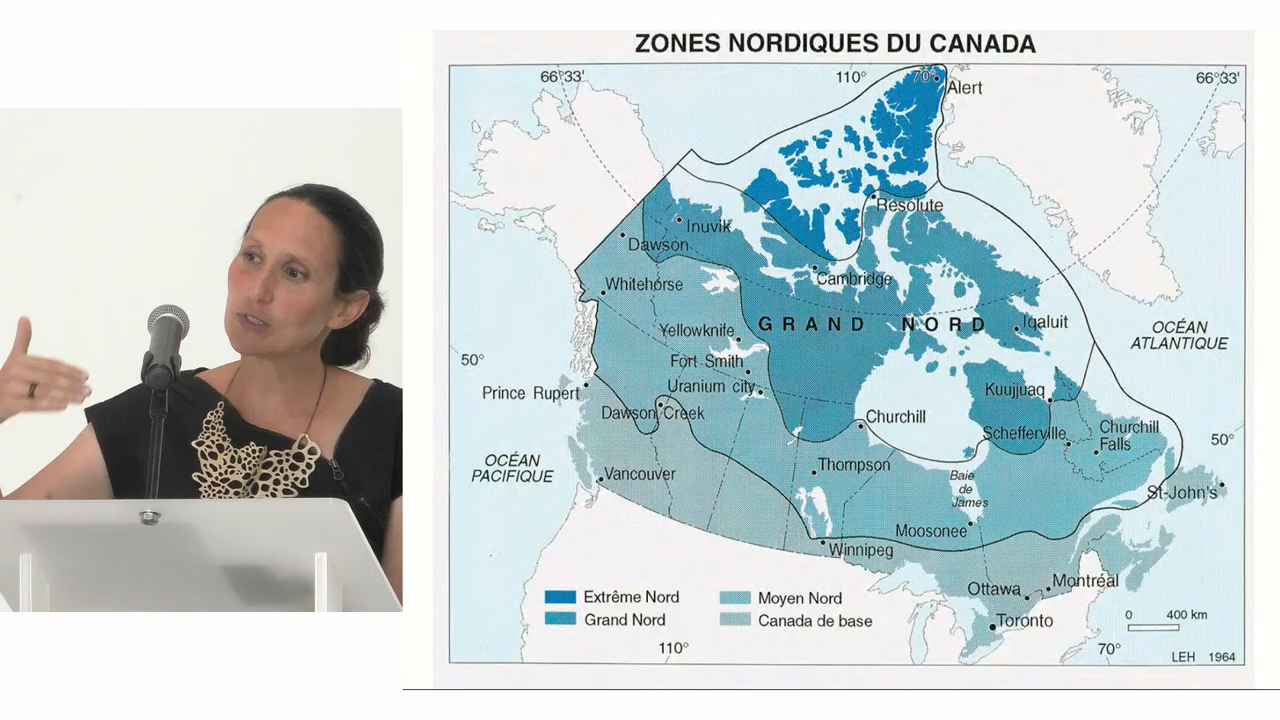 ZONES NORDIQUES DU CANADA
66°33'
110°
70°
66°33'
Alert
Resolute
Inuvik
Dawson
Cambridge
Whitehorse
GRAND NORD
Iqaluit
Yellowknife
OCÉAN
ATLANTIQUE
50°
Fort Smith
Uranium city
Prince Rupert
Kuujjuaq
Dawson Creek
Churchill
Schefferville
Churchill
Falls
50°
OCÉAN
PACIFIQUE
Vancouver
Thompson
Baie
de
James
St-John's
Moosonee
Winnipeg
Ottawa
Montréal
Extrême Nord
Moyen Nord
Grand Nord
Canada de base
Toronto
0 400 km
110°
70°
LEH 1964